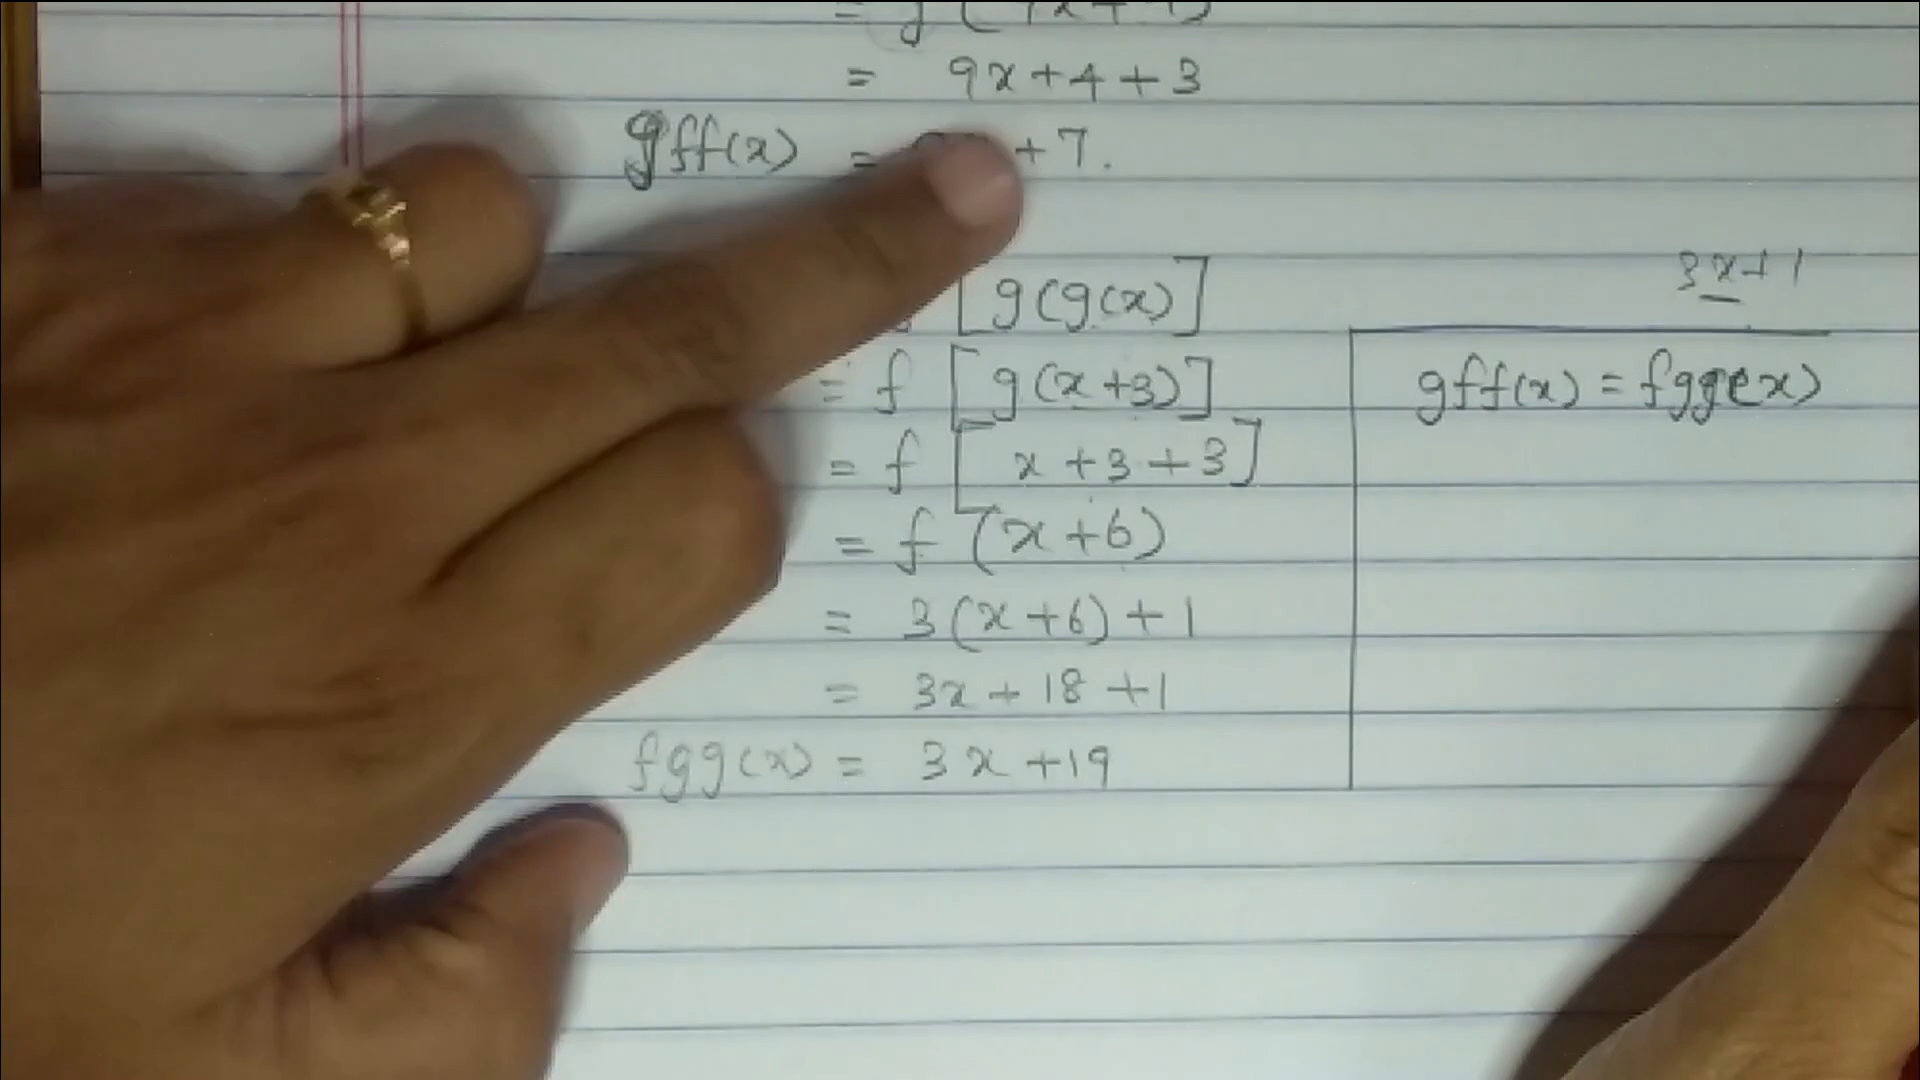 = 9x+4+3
gff(x) = +7.
[g(g(x)]
= f [g(x+3)]
= f [x+3+3]
= f (x+6)
= 3(x+6)+1
= 3x+18+1
fgg(x) = 3x+19
3x+1
gff(x) = fgg(x)